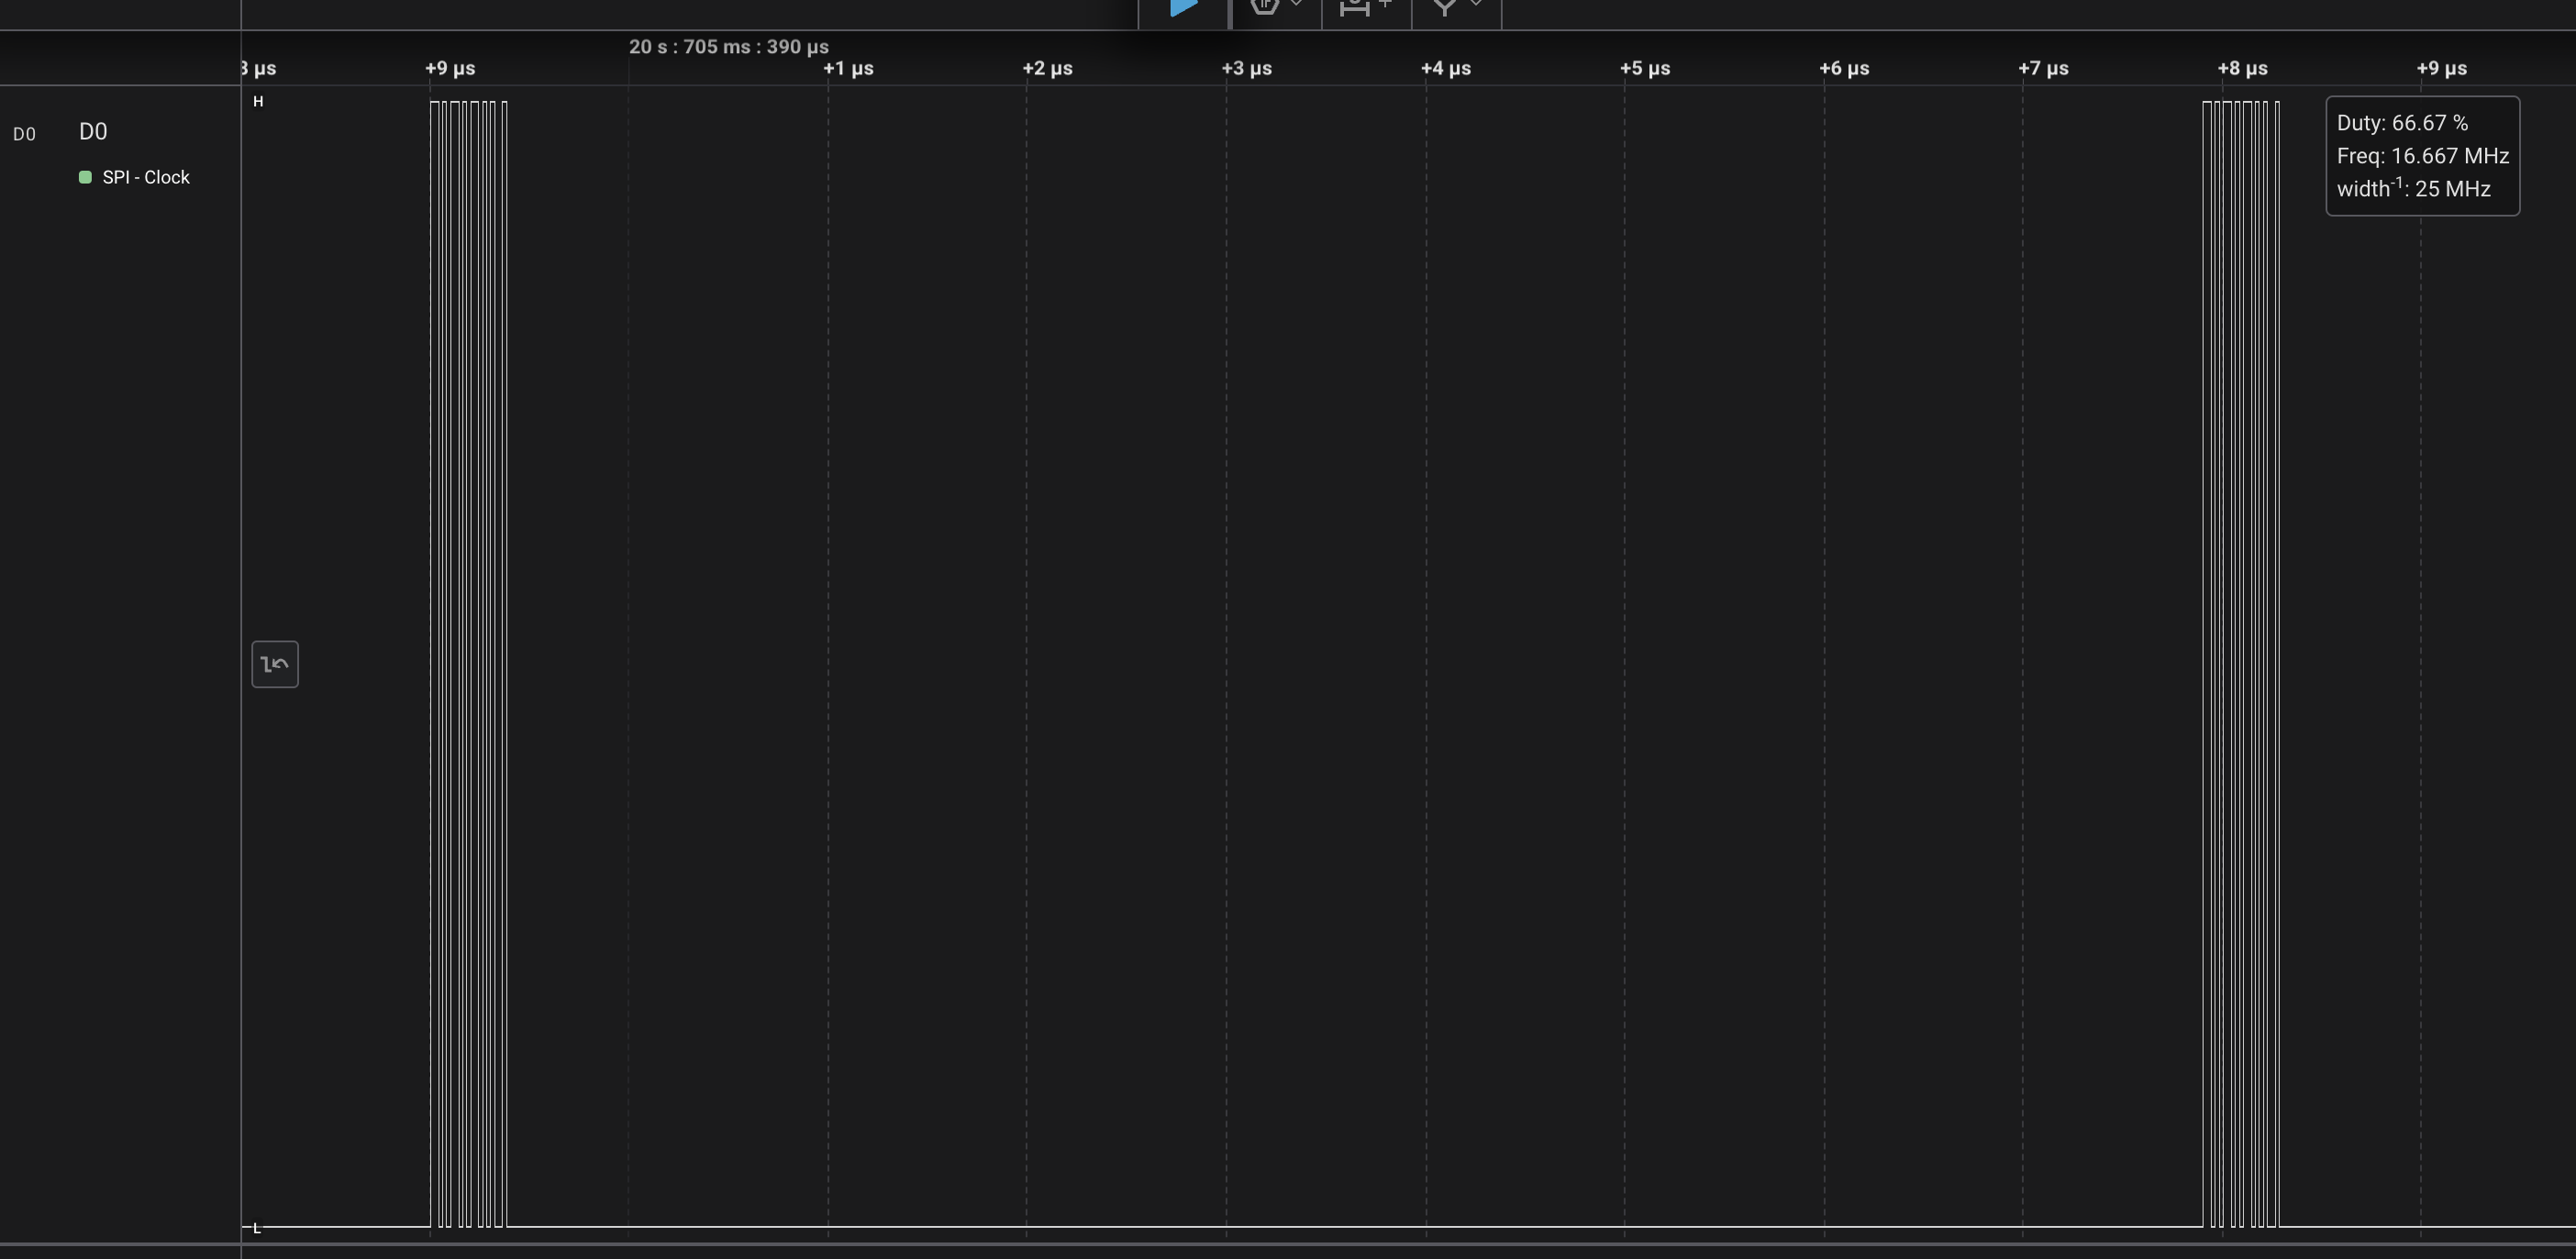 20 s : 705 ms : 390 µs
µs +9 µs +1 µs +2 µs +3 µs +4 µs +5 µs +6 µs +7 µs +8 µs +9 µs
H
D0 D0
SPI - Clock
Duty: 66.67 %
Freq: 16.667 MHz
width-1: 25 MHz
L